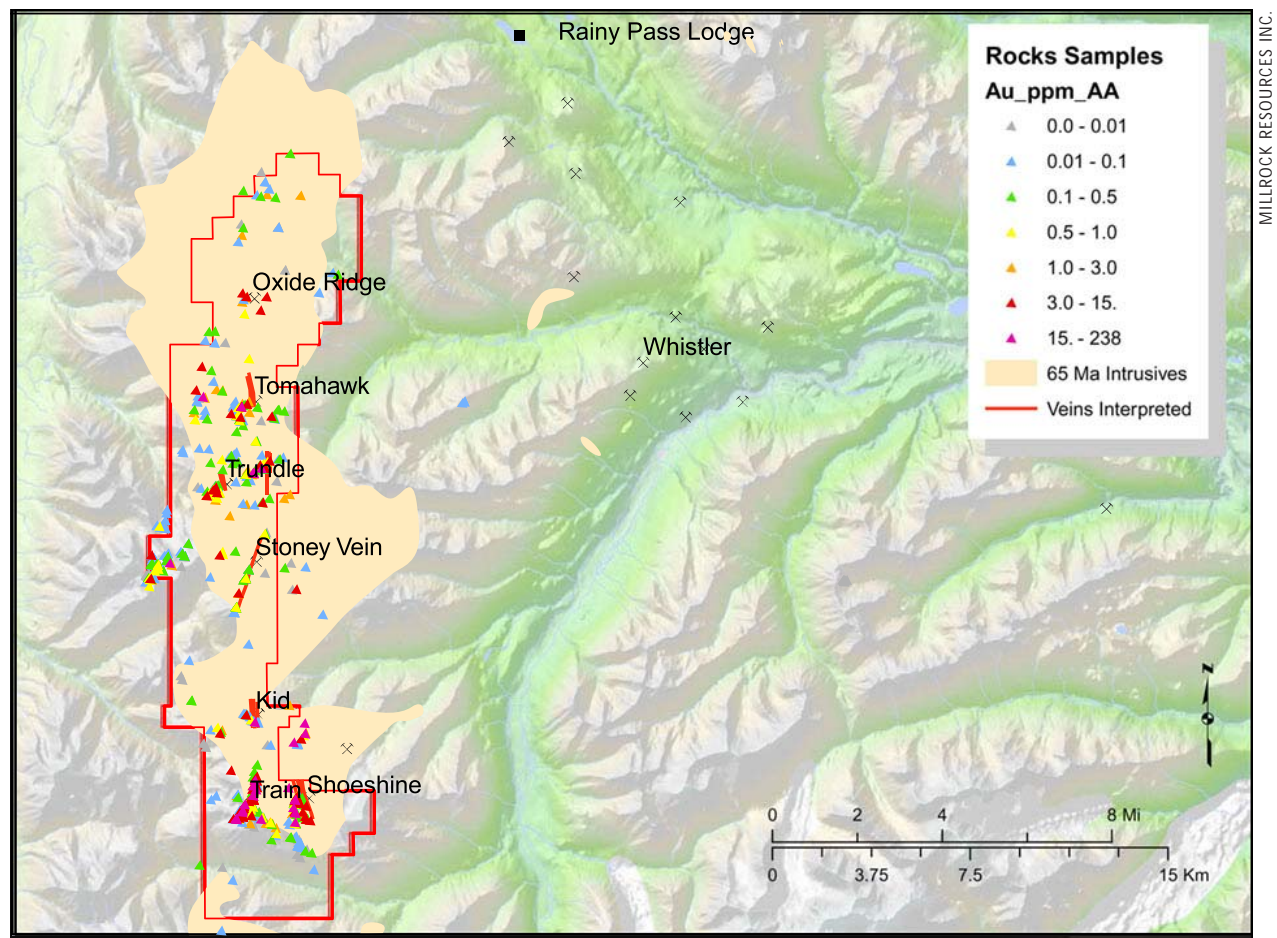 Rainy Pass Lodge
MILLROCK RESOURCES INC.
Rocks Samples
Au_ppm_AA
0.0 - 0.01
0.01 - 0.1
0.1 - 0.5
0.5 - 1.0
1.0 - 3.0
3.0 - 15.
15. - 238
65 Ma Intrusives
Veins Interpreted
Oxide Ridge
Whistler
Tomahawk
Trundle
Stoney Vein
Kid
Train
Shoeshine
N
0 2 4 8 Mi
0 3.75 7.5 15 Km